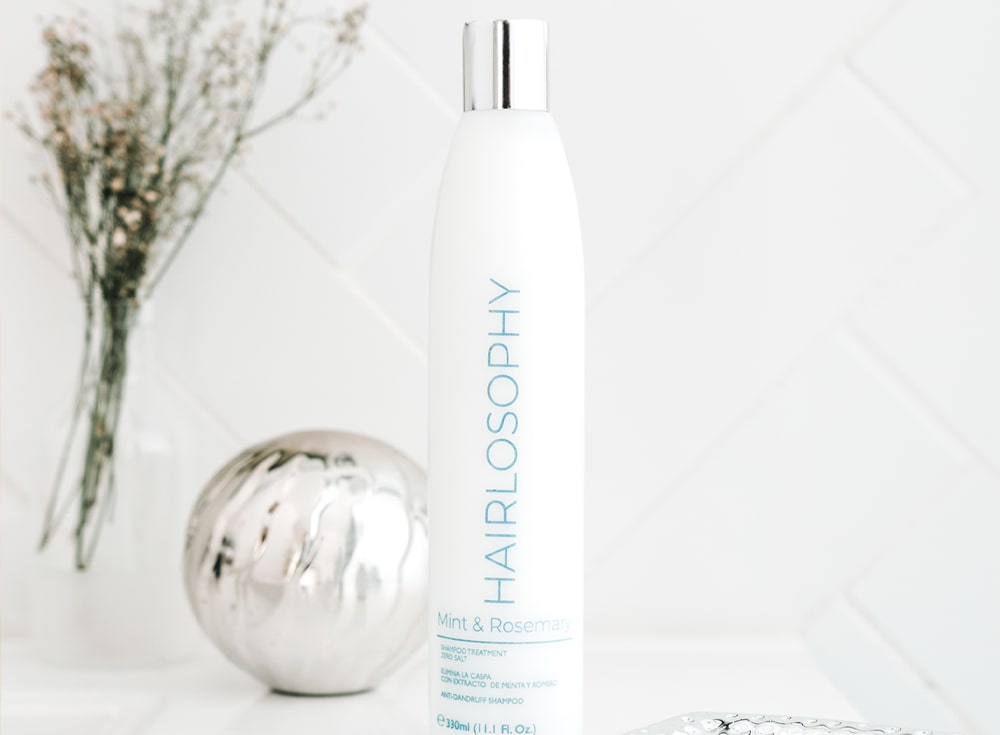 HAIRLOSOPHY
Mint & Rosemary
SHAMPOO TREATMENT
ZERO SALT
ELIMINA LA CASPA
CON EXTRACTO DE MENTA Y ROMERO
ANTI-DANDRUFF SHAMPOO
℮ 330ml (11.1 Fl. Oz.)